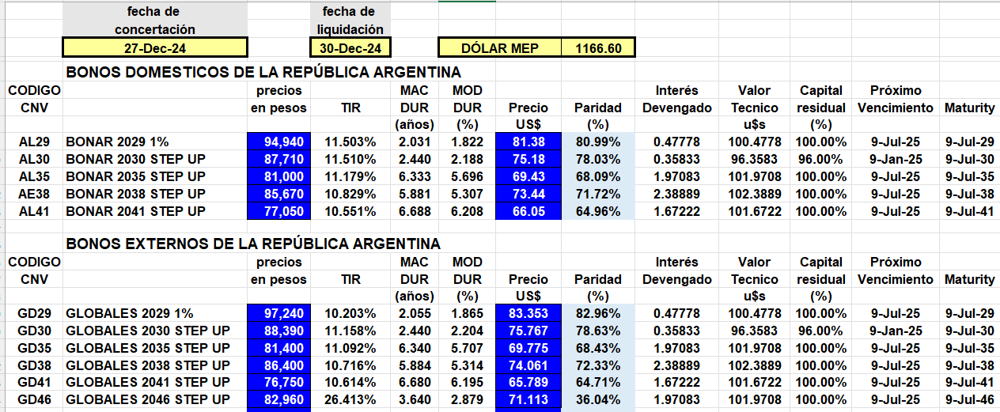 fecha de fecha de
concertación liquidación
27-Dec-24 30-Dec-24 DÓLAR MEP 1166.60
BONOS DOMESTICOS DE LA REPÚBLICA ARGENTINA
CODIGO precios MAC MOD Interés Valor Capital Próximo
CNV en pesos TIR DUR DUR Precio Paridad Devengado Tecnico residual Vencimiento Maturity
(años) (%) US$ (%) u$s (%)
AL29 BONAR 2029 1% 94,940 11.503% 2.031 1.822 81.38 80.99% 0.47778 100.4778 100.00% 9-Jul-25 9-Jul-29
AL30 BONAR 2030 STEP UP 87,710 11.510% 2.440 2.188 75.18 78.03% 0.35833 96.3583 96.00% 9-Jan-25 9-Jul-30
AL35 BONAR 2035 STEP UP 81,000 11.179% 6.333 5.696 69.43 68.09% 1.97083 101.9708 100.00% 9-Jul-25 9-Jul-35
AE38 BONAR 2038 STEP UP 85,670 10.829% 5.881 5.307 73.44 71.72% 2.38889 102.3889 100.00% 9-Jul-25 9-Jul-38
AL41 BONAR 2041 STEP UP 77,050 10.551% 6.688 6.208 66.05 64.96% 1.67222 101.6722 100.00% 9-Jul-25 9-Jul-41
BONOS EXTERNOS DE LA REPÚBLICA ARGENTINA
CODIGO precios MAC MOD Interés Valor Capital Próximo
CNV en pesos TIR DUR DUR Precio Paridad Devengado Tecnico residual Vencimiento Maturity
(años) (%) US$ (%) u$s (%)
GD29 GLOBALES 2029 1% 97,240 10.203% 2.055 1.865 83.353 82.96% 0.47778 100.4778 100.00% 9-Jul-25 9-Jul-29
GD30 GLOBALES 2030 STEP UP 88,390 11.158% 2.440 2.204 75.767 78.63% 0.35833 96.3583 96.00% 9-Jan-25 9-Jul-30
GD35 GLOBALES 2035 STEP UP 81,400 11.092% 6.340 5.707 69.775 68.43% 1.97083 101.9708 100.00% 9-Jul-25 9-Jul-35
GD38 GLOBALES 2038 STEP UP 86,400 10.716% 5.884 5.314 74.061 72.33% 2.38889 102.3889 100.00% 9-Jul-25 9-Jul-38
GD41 GLOBALES 2041 STEP UP 76,750 10.614% 6.680 6.195 65.789 64.71% 1.67222 101.6722 100.00% 9-Jul-25 9-Jul-41
GD46 GLOBALES 2046 STEP UP 82,960 26.413% 3.640 2.879 71.113 36.04% 1.97083 101.9708 100.00% 9-Jul-25 9-Jul-46